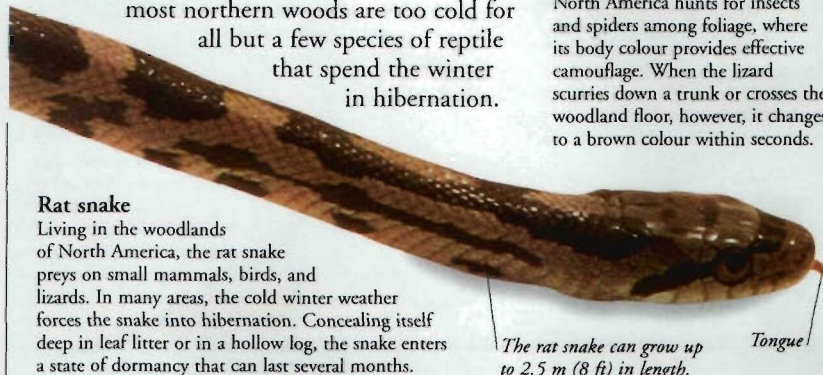 most northern woods are too cold for
all but a few species of reptile
that spend the winter
in hibernation.
North America hunts for insects
and spiders among foliage, where
its body colour provides effective
camouflage. When the lizard
scurries down a trunk or crosses the
woodland floor, however, it changes
to a brown colour within seconds.
Rat snake
Living in the woodlands
of North America, the rat snake
preys on small mammals, birds, and
lizards. In many areas, the cold winter weather
forces the snake into hibernation. Concealing itself
deep in leaf litter or in a hollow log, the snake enters
a state of dormancy that can last several months.
The rat snake can grow up
to 2.5 m (8 ft) in length.
Tongue